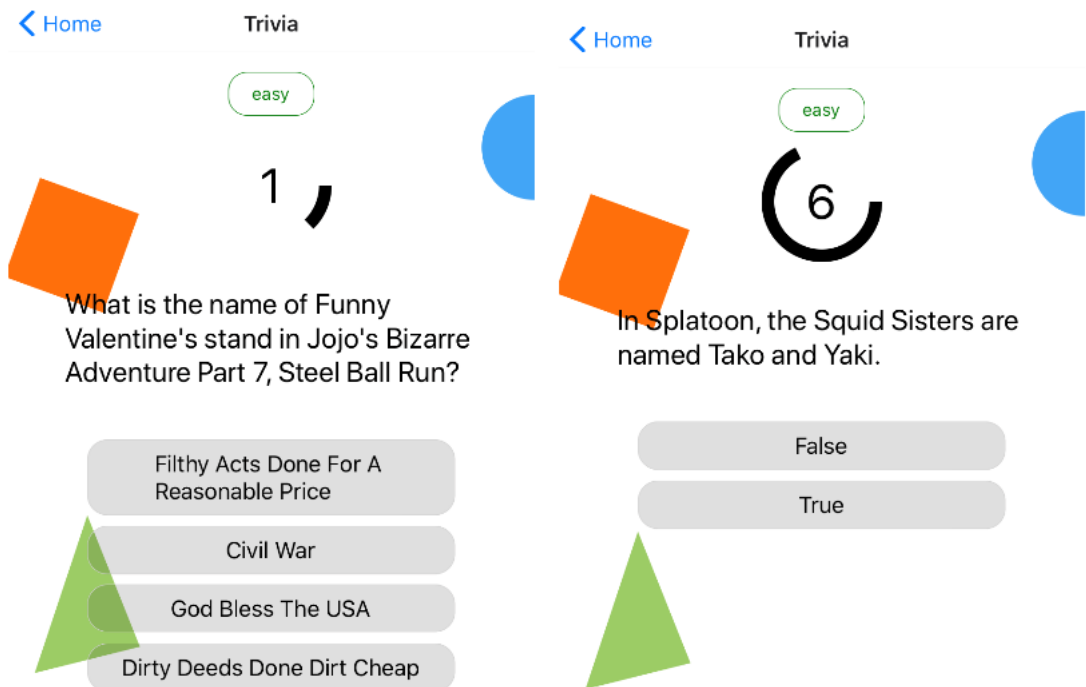 Home
Trivia
easy
1
What is the name of Funny
Valentine's stand in Jojo's Bizarre
Adventure Part 7, Steel Ball Run?
Filthy Acts Done For A
Reasonable Price
Civil War
God Bless The USA
Dirty Deeds Done Dirt Cheap
Home
Trivia
easy
6
In Splatoon, the Squid Sisters are
named Tako and Yaki.
False
True